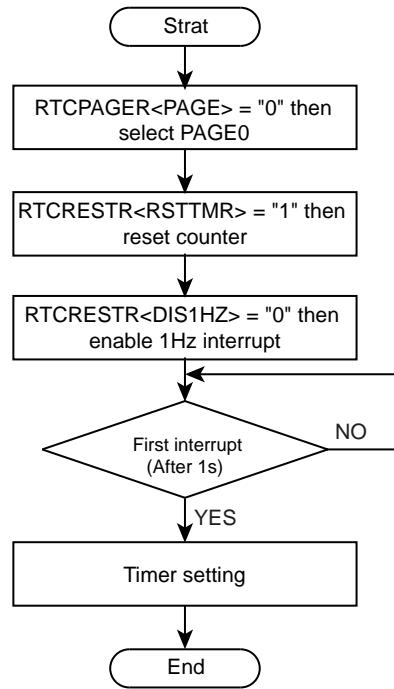 Strat
RTCPAGER<PAGE> = "0" then
select PAGE0
RTCRESTR<RSTTMR> = "1" then
reset counter
RTCRESTR<DIS1HZ> = "0" then
enable 1Hz interrupt
First interrupt
(After 1s)
NO
YES
Timer setting
End